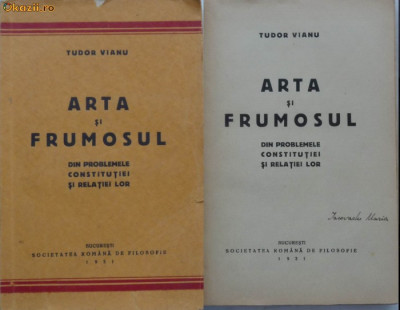 okazii.ro
TUDOR VIANU
ARTA
și
FRUMOSUL
DIN PROBLEMELE
CONSTITUȚIEI
ȘI RELAȚIEI LOR
BUCUREȘTI
SOCIETATEA ROMÂNĂ DE FILOSOFIE
1931
TUDOR VIANU
ARTA
și
FRUMOSUL
DIN PROBLEMELE
CONSTITUȚIEI
ȘI RELAȚIEI LOR
BUCUREȘTI
SOCIETATEA ROMÂNĂ DE FILOSOFIE
1931